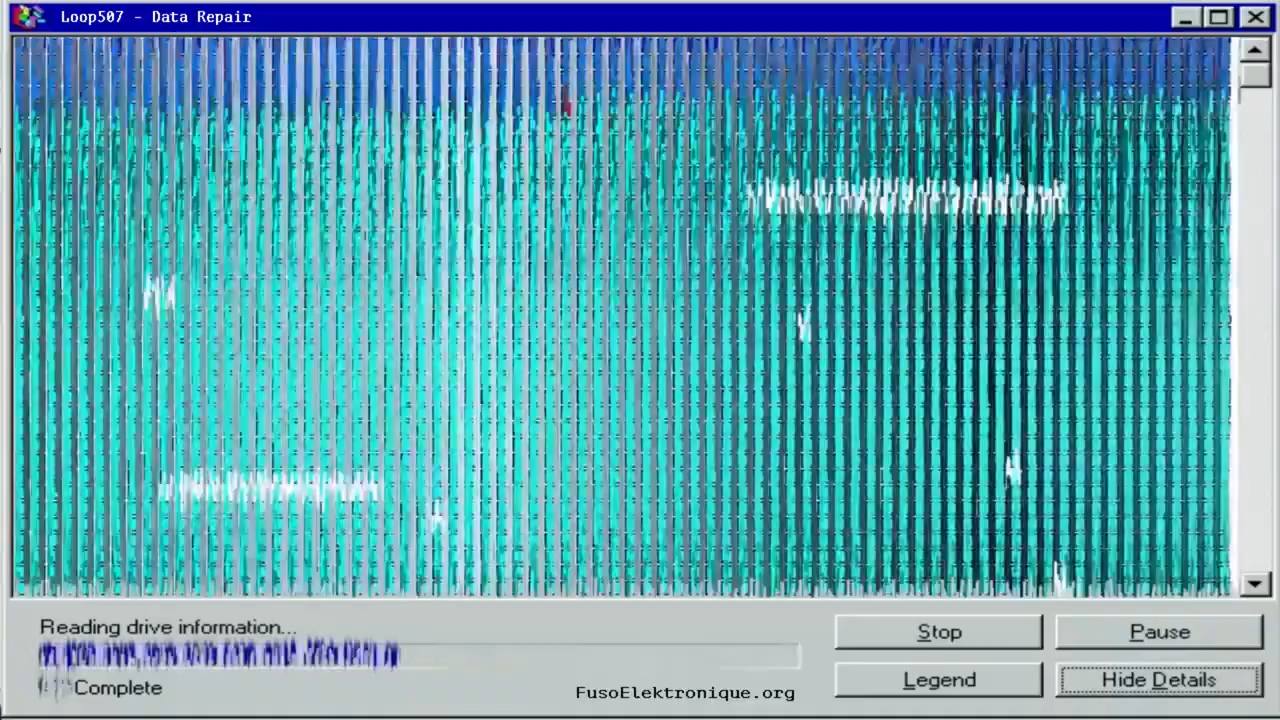 Loop507 - Data Repair
Reading drive information...
Complete
FusoElektronique.org
Stop
Pause
Legend
Hide Details